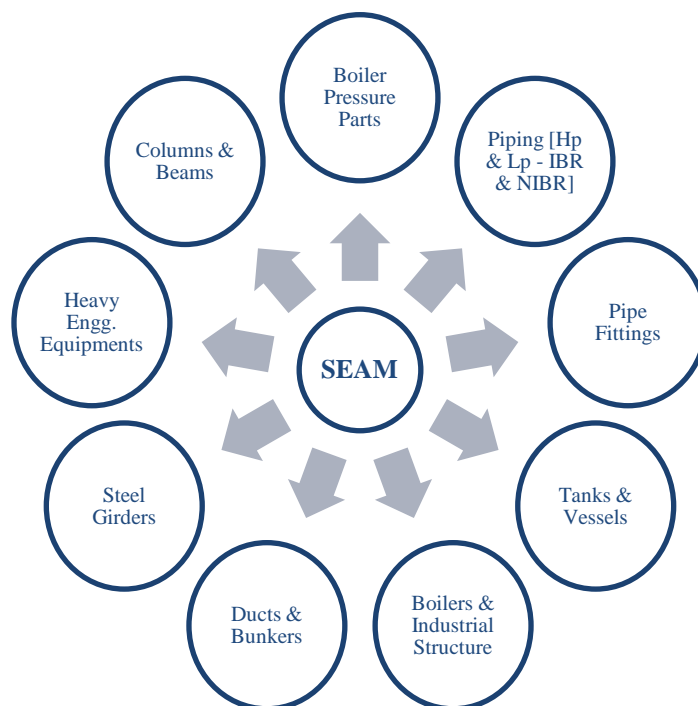 Boiler
Pressure
Parts
Piping [Hp
& Lp - IBR
& NIBR]
Pipe
Fittings
Tanks &
Vessels
Boilers &
Industrial
Structure
Ducts &
Bunkers
Steel
Girders
Heavy
Engg.
Equipments
Columns &
Beams
SEAM